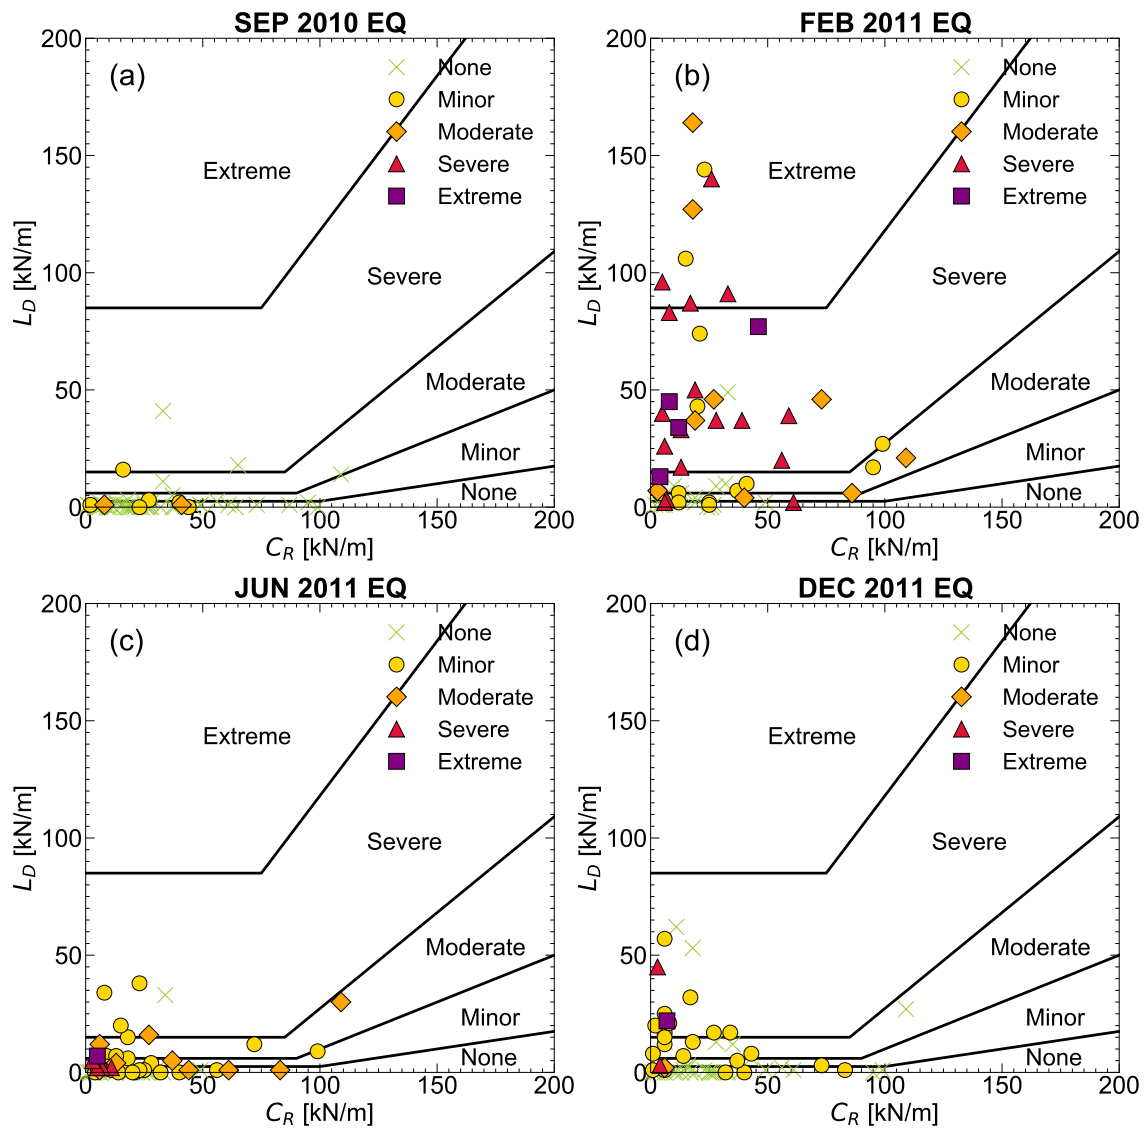 SEP 2010 EQ
(a)
None
Minor
Moderate
Severe
Extreme
Extreme
Severe
Moderate
Minor
None
200
150
100
50
0
L_D [kN/m]
0 50 100 150 200
C_R [kN/m]
FEB 2011 EQ
(b)
None
Minor
Moderate
Severe
Extreme
Extreme
Severe
Moderate
Minor
None
200
150
100
50
0
L_D [kN/m]
0 50 100 150 200
C_R [kN/m]
JUN 2011 EQ
(c)
None
Minor
Moderate
Severe
Extreme
Extreme
Severe
Moderate
Minor
None
200
150
100
50
0
L_D [kN/m]
0 50 100 150 200
C_R [kN/m]
DEC 2011 EQ
(d)
None
Minor
Moderate
Severe
Extreme
Extreme
Severe
Moderate
Minor
None
200
150
100
50
0
L_D [kN/m]
0 50 100 150 200
C_R [kN/m]